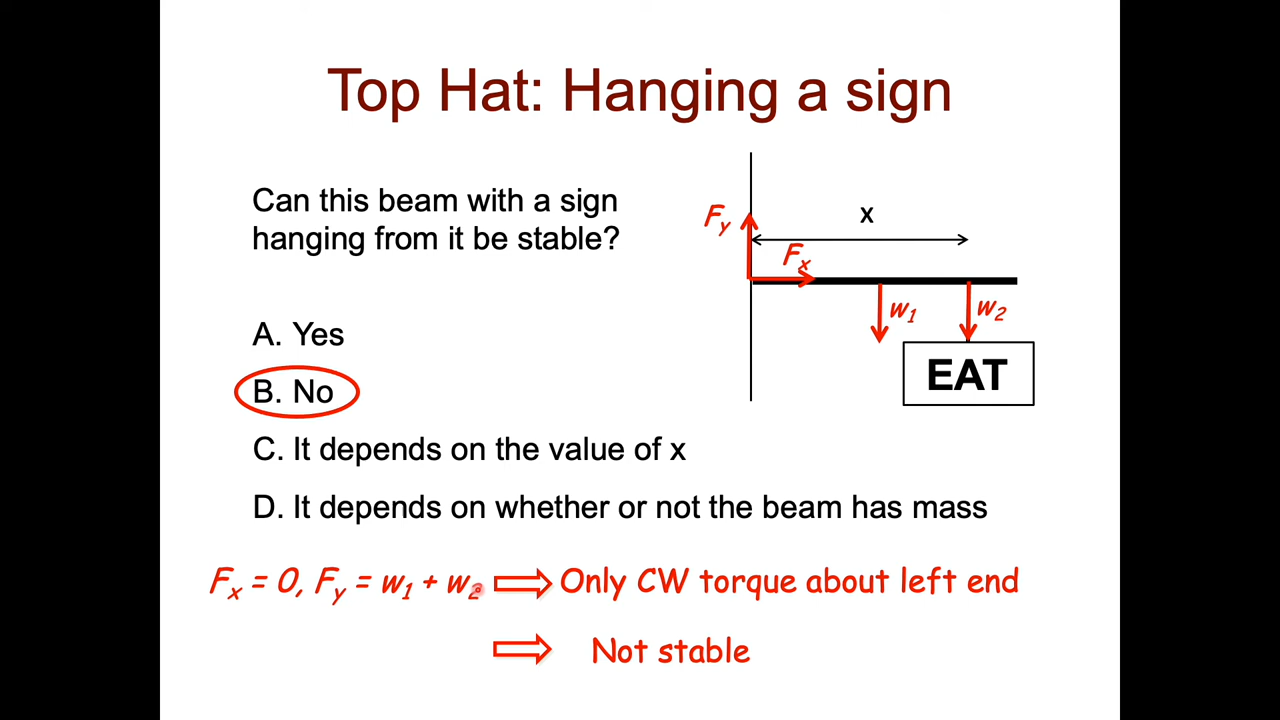 Top Hat: Hanging a sign
Can this beam with a sign
hanging from it be stable?
x
Fy
Fx
w1
w2
EAT
A. Yes
B. No
C. It depends on the value of x
D. It depends on whether or not the beam has mass
Fx = 0, Fy = w1 + w2 ⇨ Only CW torque about left end
⇨ Not stable